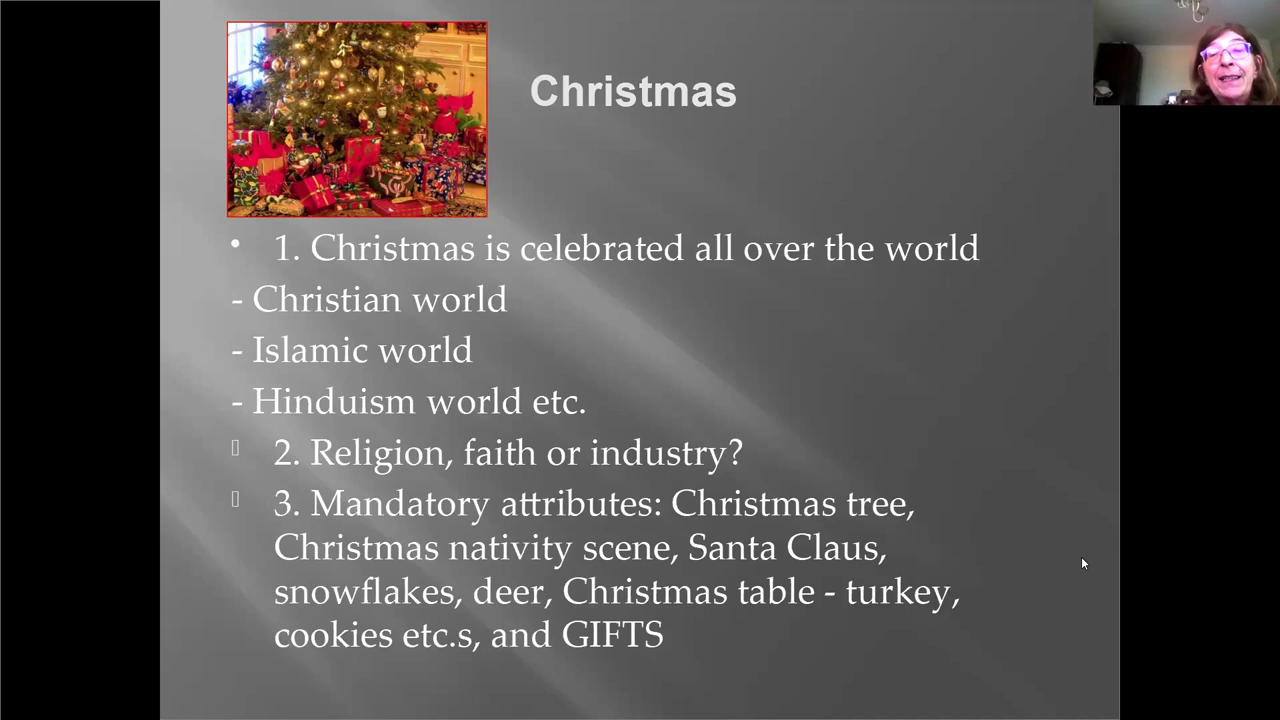 Christmas
• 1. Christmas is celebrated all over the world
- Christian world
- Islamic world
- Hinduism world etc.
2. Religion, faith or industry?
3. Mandatory attributes: Christmas tree,
Christmas nativity scene, Santa Claus,
snowflakes, deer, Christmas table - turkey,
cookies etc.s, and GIFTS